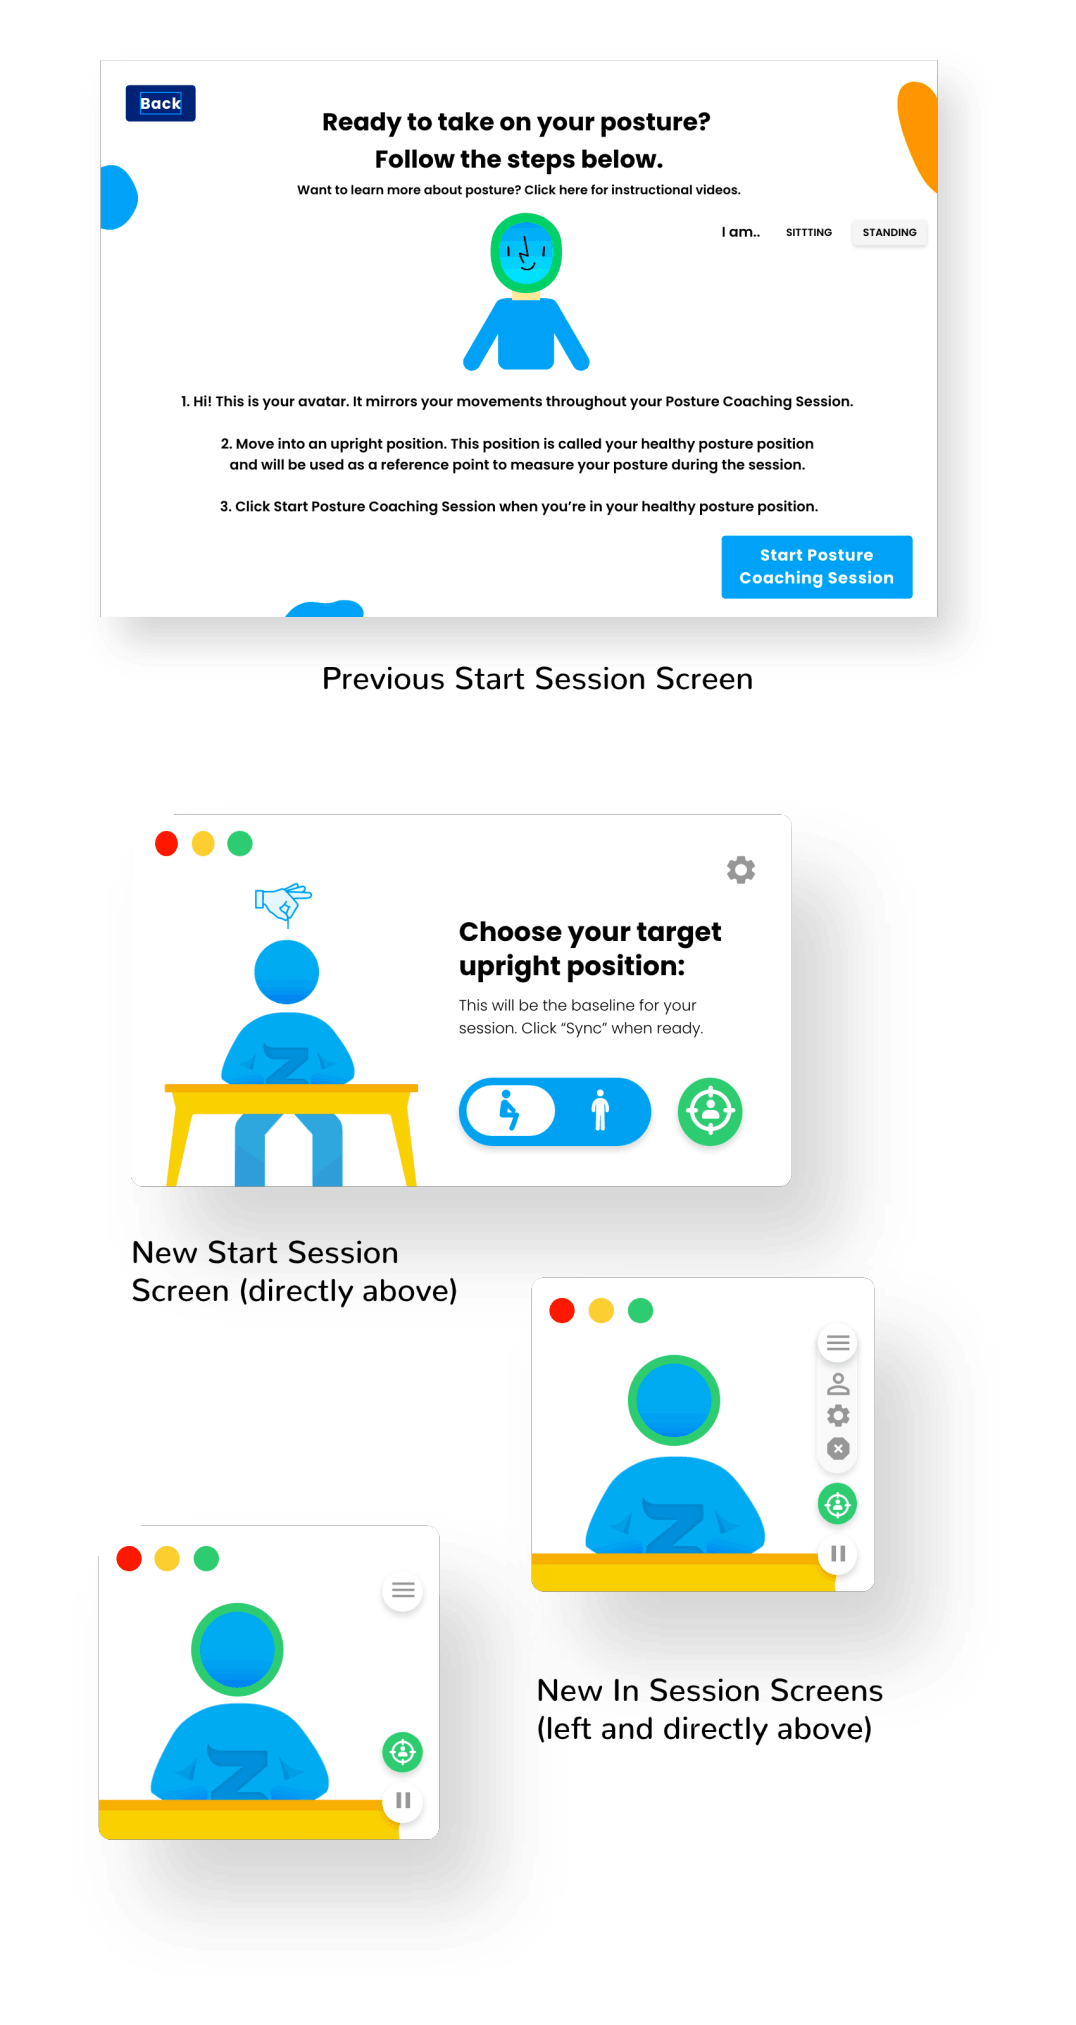 Back
Ready to take on your posture?
Follow the steps below.
Want to learn more about posture? Click here for instructional videos.
I am.. SITTTING STANDING
1. Hi! This is your avatar. It mirrors your movements throughout your Posture Coaching Session.
2. Move into an upright position. This position is called your healthy posture position
and will be used as a reference point to measure your posture during the session.
3. Click Start Posture Coaching Session when you’re in your healthy posture position.
Start Posture
Coaching Session
Previous Start Session Screen
Choose your target
upright position:
This will be the baseline for your
session. Click “Sync” when ready.
Z
New Start Session
Screen (directly above)
Z
New In Session Screens
(left and directly above)
Z